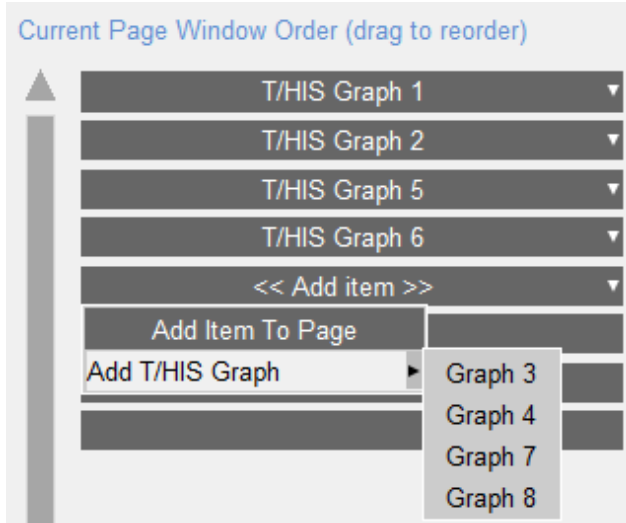 Current Page Window Order (drag to reorder)
T/HIS Graph 1
T/HIS Graph 2
T/HIS Graph 5
T/HIS Graph 6
<< Add item >>
Add Item To Page
Add T/HIS Graph
Graph 3
Graph 4
Graph 7
Graph 8